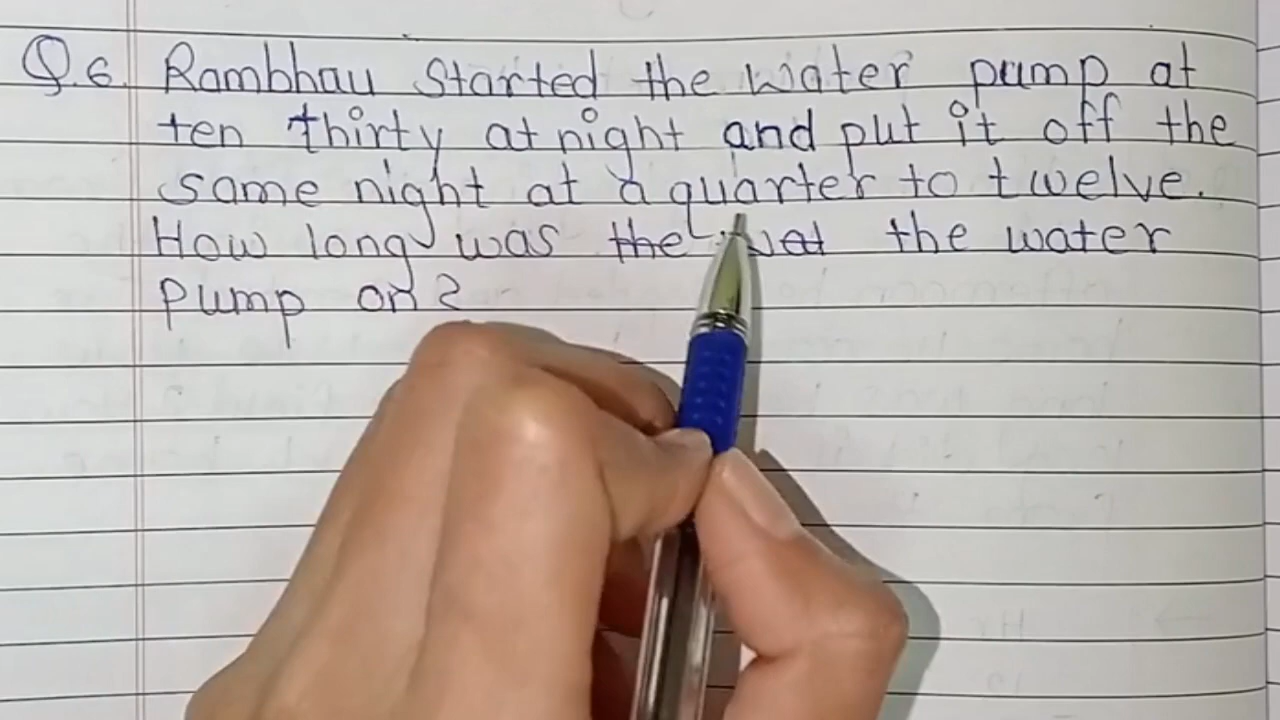 Q.6. Rambhau Started the water pump at
ten thirty at night and put it off the
same night at a quarter to twelve.
How long was the wat the water
pump on?